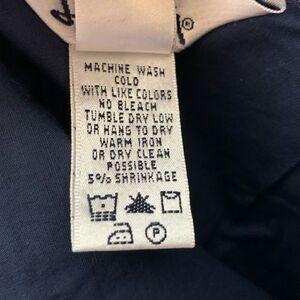 MACHINE WASH
COLD
WITH LIKE COLORS
NO BLEACH
TUMBLE DRY LOW
OR HANG TO DRY
WARM IRON
OR DRY CLEAN
POSSIBLE
5% SHRINKAGE
P